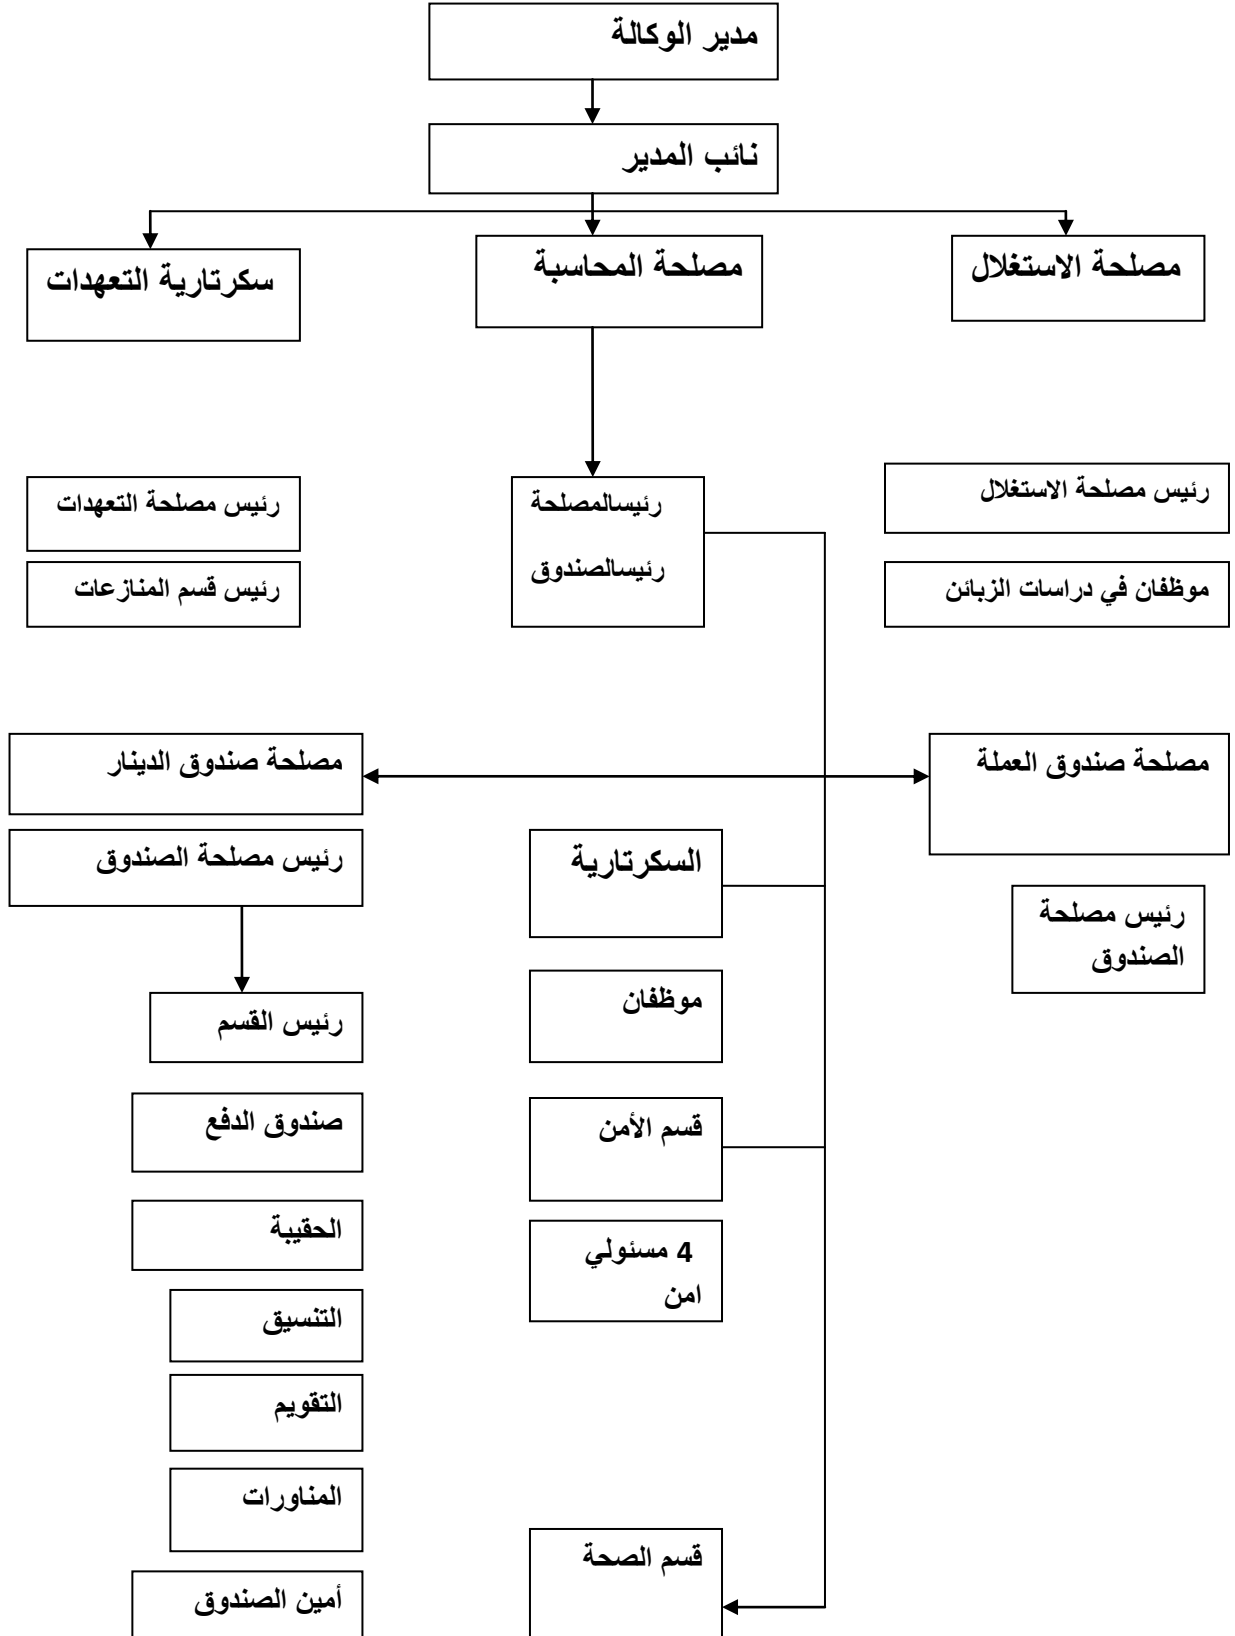 مدير الوكالة
نائب المدير
مصلحة الاستغلال
مصلحة المحاسبة
سكرتارية التعهدات
رئيس مصلحة الاستغلال
رئيسالمصلحة
رئيسالصندوق
رئيس مصلحة التعهدات
موظفان في دراسات الزبائن
رئيس قسم المنازعات
مصلحة صندوق العملة
مصلحة صندوق الدينار
رئيس مصلحة
الصندوق
السكرتارية
رئيس مصلحة الصندوق
موظفان
رئيس القسم
قسم الأمن
صندوق الدفع
4 مسئولي
امن
الحقيبة
التنسيق
التقويم
المناورات
قسم الصحة
أمين الصندوق